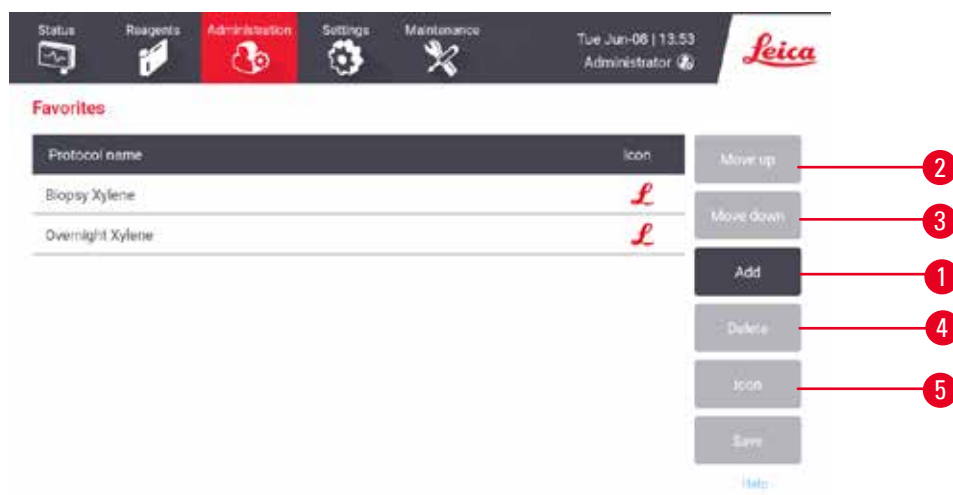 Status Reagents Administration Settings Maintenance
Tue Jun-06 | 13:53
Administrator
Leica
Favorites
Protocol name Icon
Biopsy Xylene
Overnight Xylene
Move up
2
Move down
3
Add
1
Delete
4
Icon
5
Save
Help